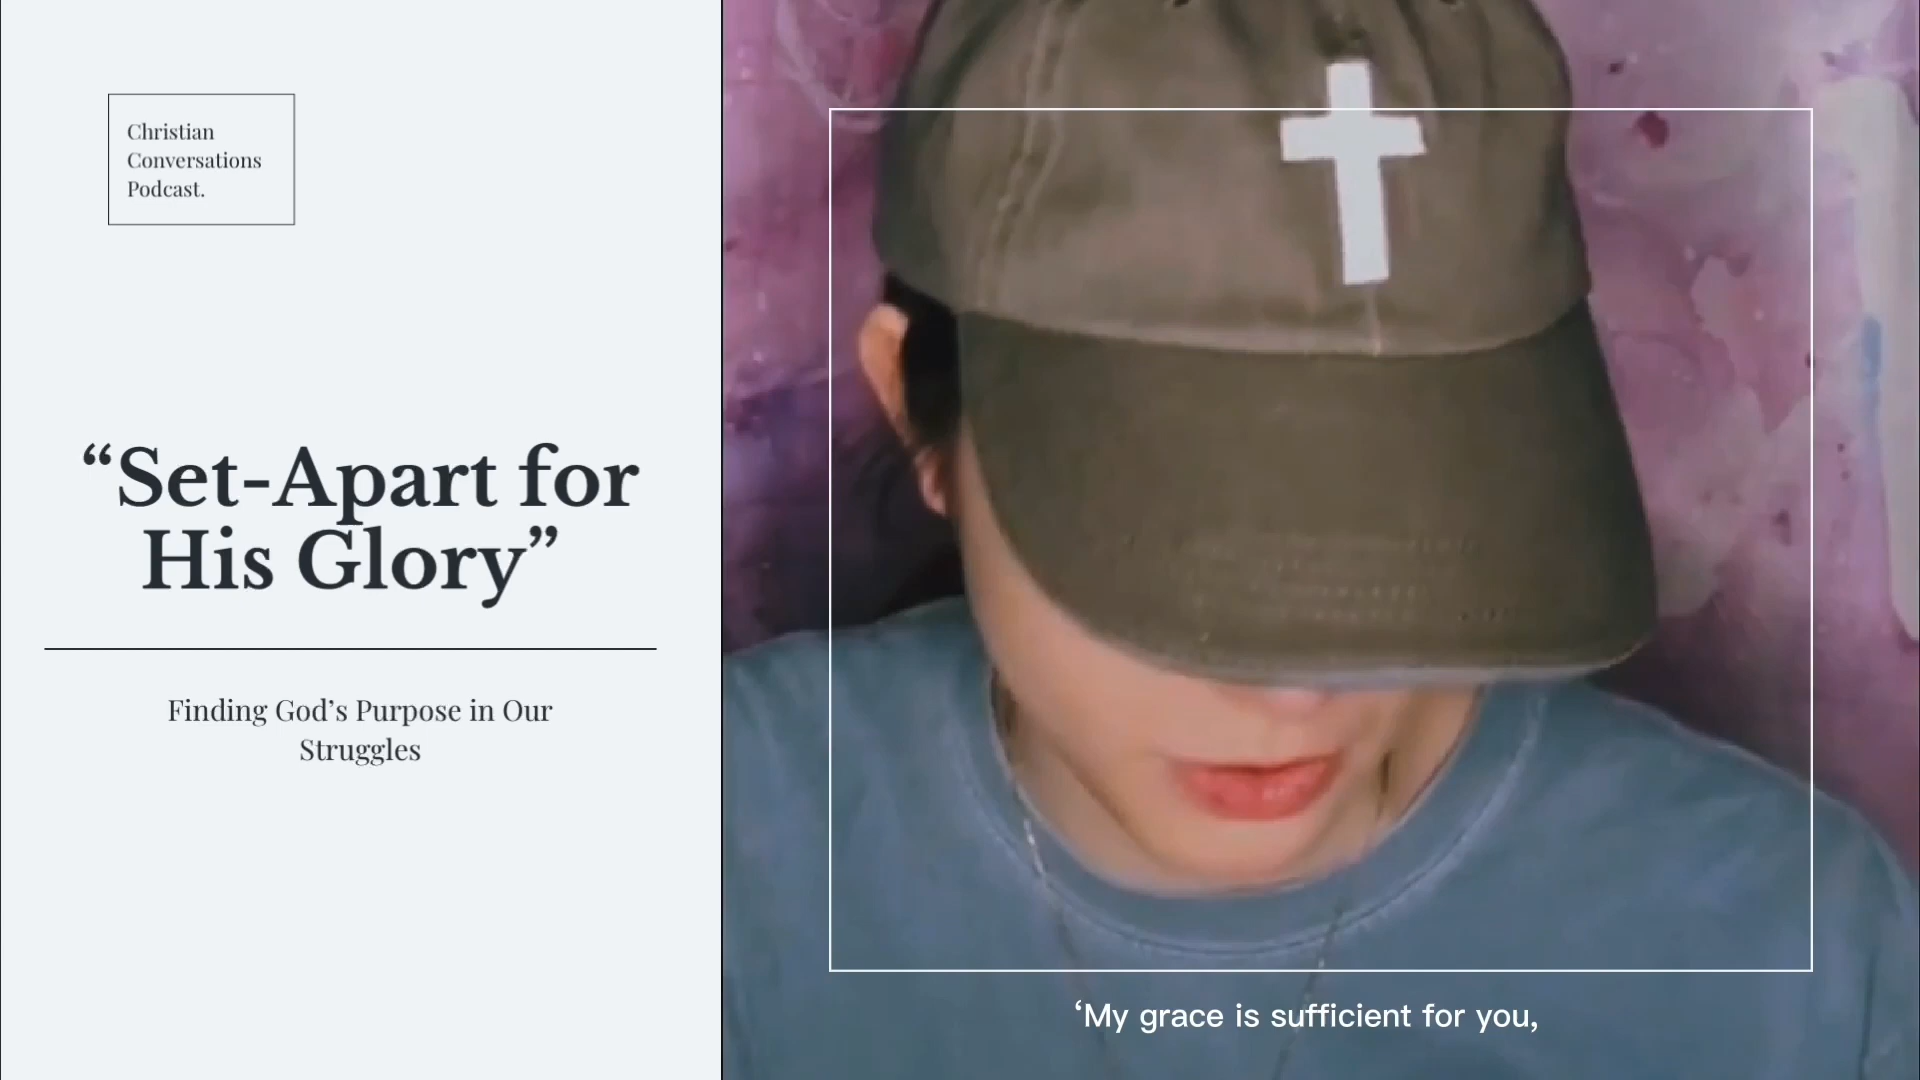 Christian
Conversations
Podcast.
“Set-Apart for
His Glory”
Finding God’s Purpose in Our
Struggles
‘My grace is sufficient for you,